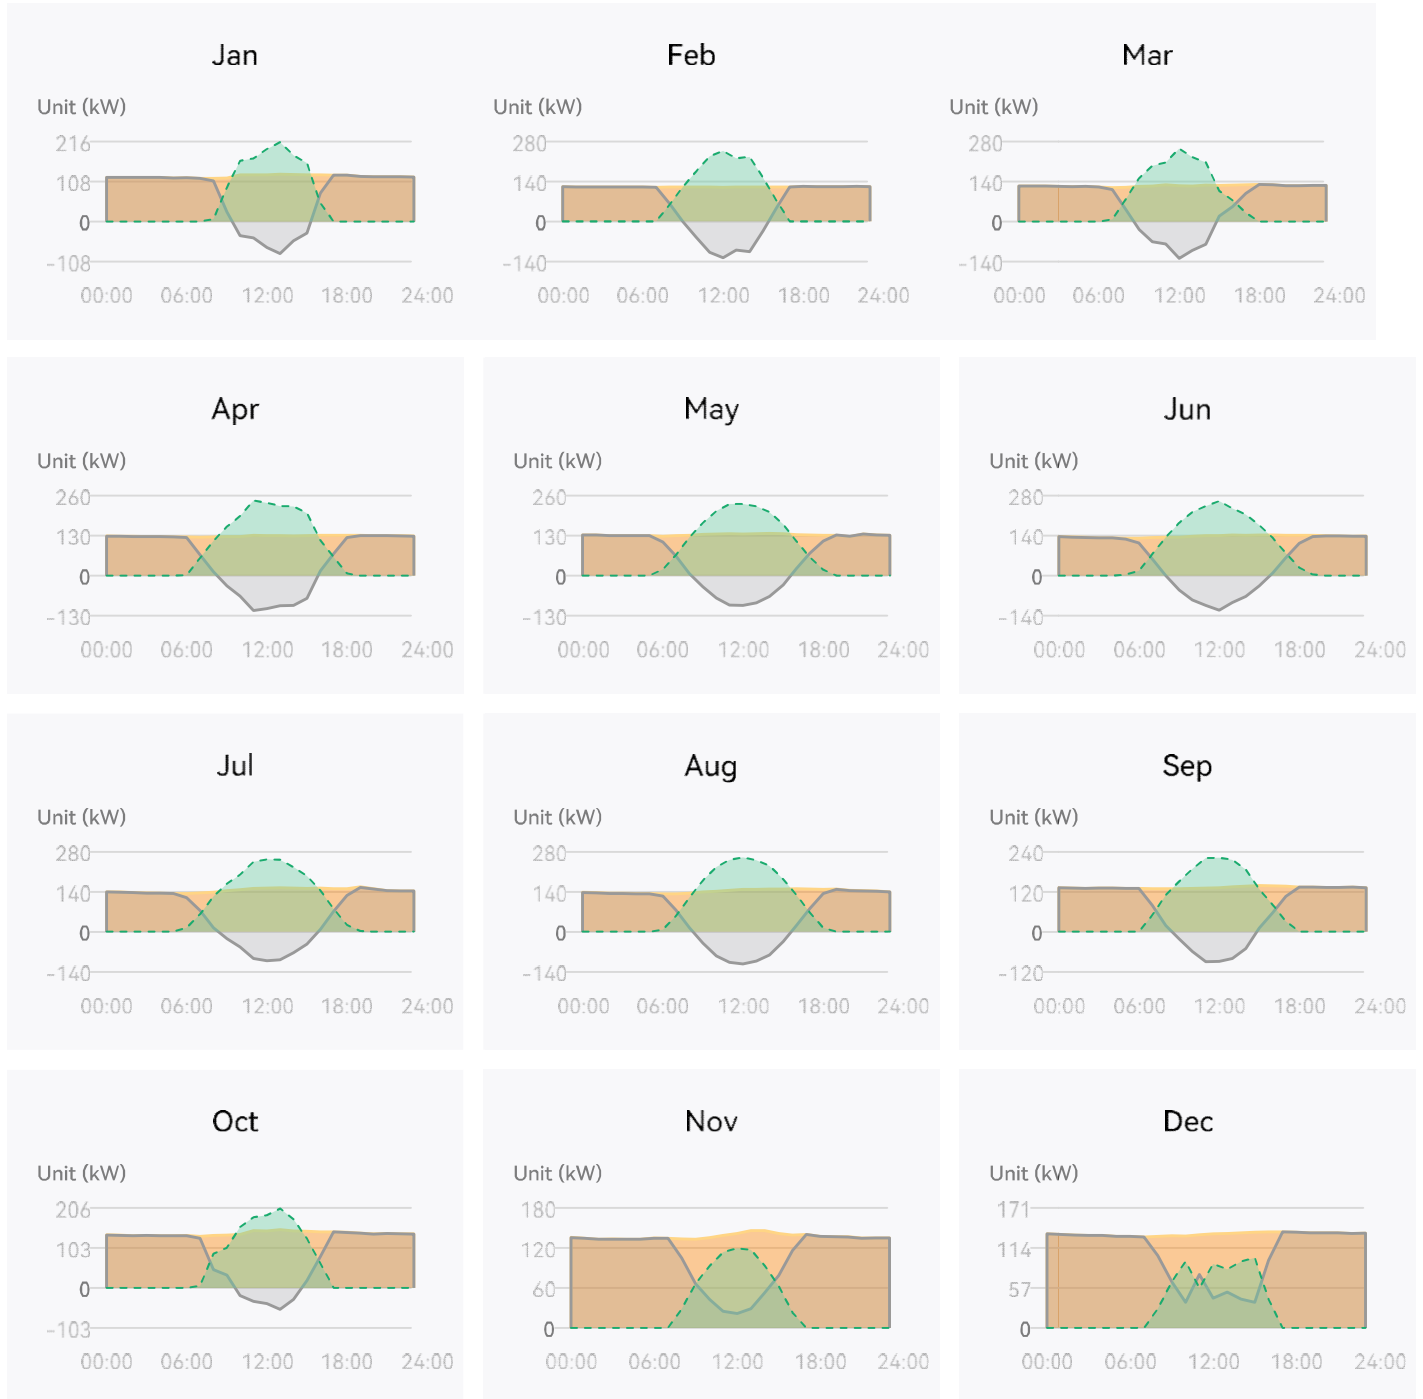 Jan Feb Mar
Unit (kW) Unit (kW) Unit (kW)
216 280 280
108 140 140
0 0 0
-108 -140 -140
00:00 06:00 12:00 18:00 24:00 00:00 06:00 12:00 18:00 24:00 00:00 06:00 12:00 18:00 24:00
Apr May Jun
Unit (kW) Unit (kW) Unit (kW)
260 260 280
130 130 140
0 0 0
-130 -130 -140
00:00 06:00 12:00 18:00 24:00 00:00 06:00 12:00 18:00 24:00 00:00 06:00 12:00 18:00 24:00
Jul Aug Sep
Unit (kW) Unit (kW) Unit (kW)
280 280 240
140 140 120
0 0 0
-140 -140 -120
00:00 06:00 12:00 18:00 24:00 00:00 06:00 12:00 18:00 24:00 00:00 06:00 12:00 18:00 24:00
Oct Nov Dec
Unit (kW) Unit (kW) Unit (kW)
206 180 171
103 120 114
0 60 57
-103 0 0
00:00 06:00 12:00 18:00 24:00 00:00 06:00 12:00 18:00 24:00 00:00 06:00 12:00 18:00 24:00